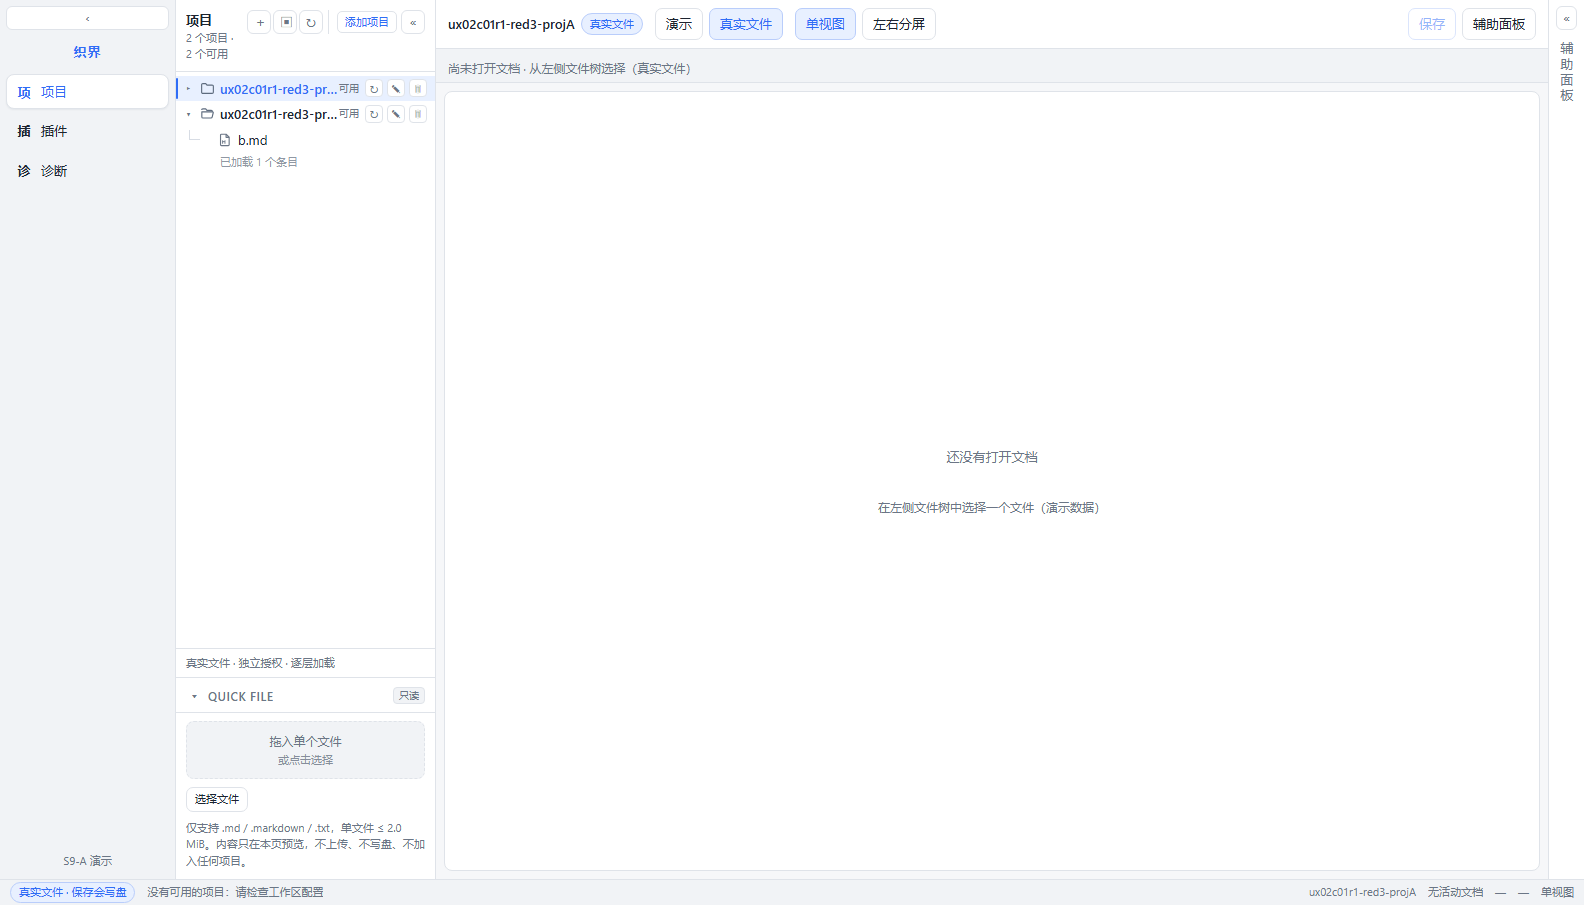 ‹
织界
项 项目
插 插件
诊 诊断
S9-A 演示
项目
2 个项目 ·
2 个可用
+
↻
添加项目
«
ux02c01r1-red3-pr... 可用 ↻
ux02c01r1-red3-pr... 可用 ↻
b.md
已加载 1 个条目
真实文件 · 独立授权 · 逐层加载
QUICK FILE 只读
拖入单个文件
或点击选择
选择文件
仅支持 .md / .markdown / .txt，单文件 ≤ 2.0
MiB。内容只在本页预览，不上传、不写盘、不加
入任何项目。
ux02c01r1-red3-projA 真实文件 演示 真实文件 单视图 左右分屏 保存 辅助面板
尚未打开文档 · 从左侧文件树选择（真实文件）
还没有打开文档
在左侧文件树中选择一个文件（演示数据）
«
辅助面板
真实文件 · 保存会写盘 没有可用的项目：请检查工作区配置 ux02c01r1-red3-projA 无活动文档 — — 单视图